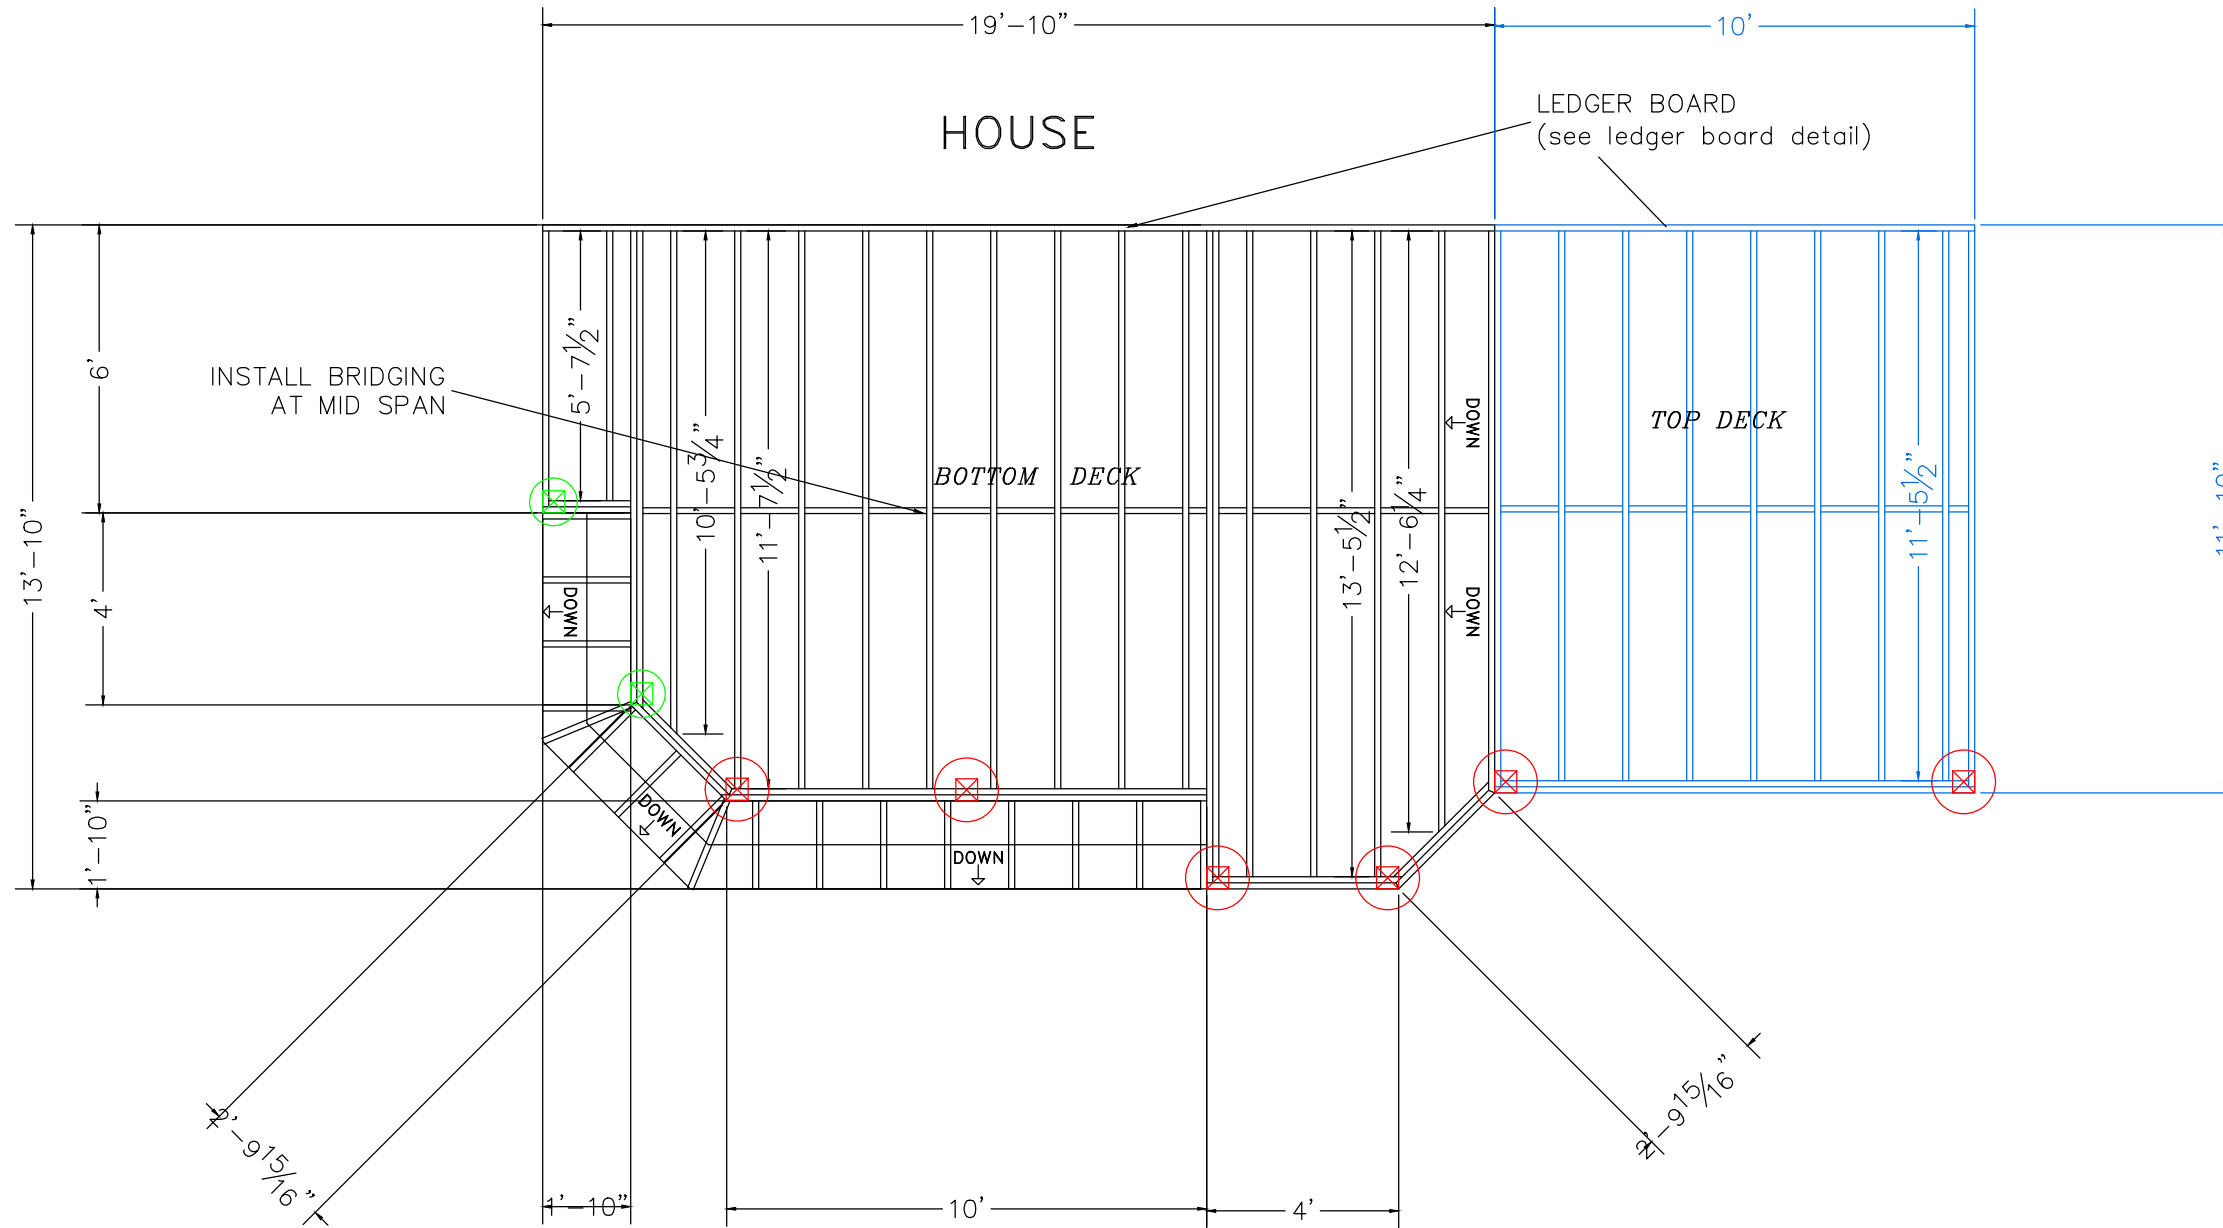 19'-10"
10'
LEDGER BOARD
(see ledger board detail)
HOUSE
6'
5'-7½"
INSTALL BRIDGING
AT MID SPAN
10'-5¾"
11'-7½"
BOTTOM DECK
TOP DECK
DOWN
13'-5½"
12'-6¼"
11'-5½"
13'-10"
4'
DOWN
DOWN
1'-10"
DOWN
DOWN
2'-9 15/16"
2'-9 15/16"
1'-10"
10'
4'